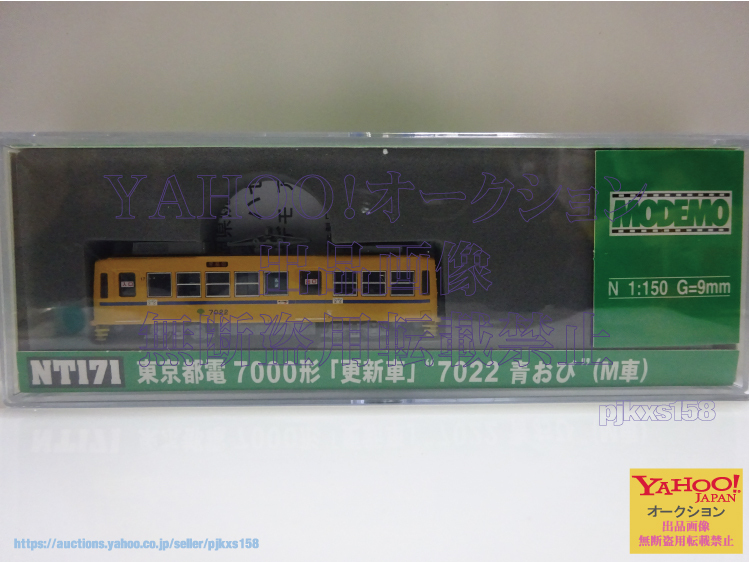 YAHOO!オークション
出品画像
無断盗用転載禁止
MODEMO
N 1:150 G=9mm
7022
NT171 東京都電 7000形「更新車」"7022 青おび"(M車)
pjkxs158
YAHOO!
JAPAN
オークション
出品画像
無断盗用転載禁止
https://auctions.yahoo.co.jp/seller/pjkxs158